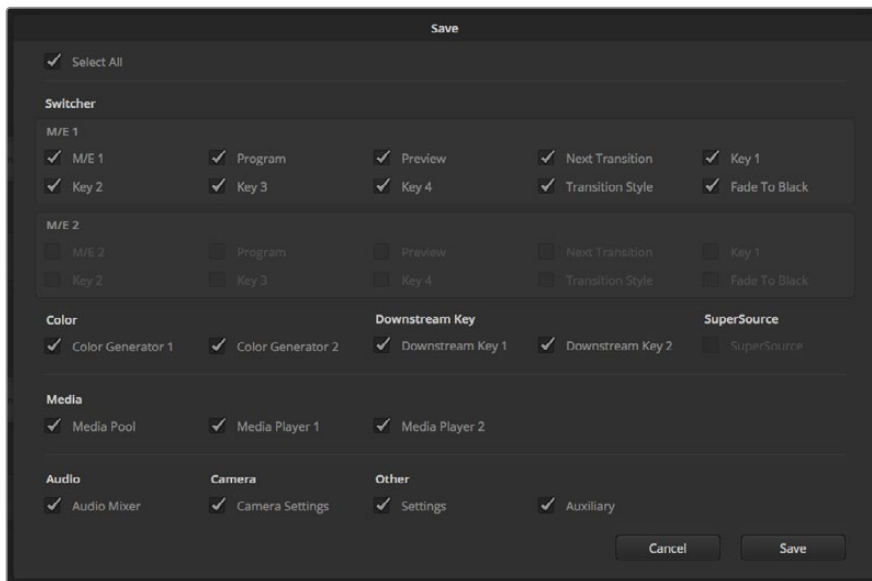 Save
Select All
Switcher
M/E 1
M/E 1 Program Preview Next Transition Key 1
Key 2 Key 3 Key 4 Transition Style Fade To Black
M/E 2
M/E 2 Program Preview Next Transition Key 1
Key 2 Key 3 Key 4 Transition Style Fade To Black
Color Downstream Key SuperSource
Color Generator 1 Color Generator 2 Downstream Key 1 Downstream Key 2 SuperSource
Media
Media Pool Media Player 1 Media Player 2
Audio Camera Other
Audio Mixer Camera Settings Settings Auxiliary
Cancel Save